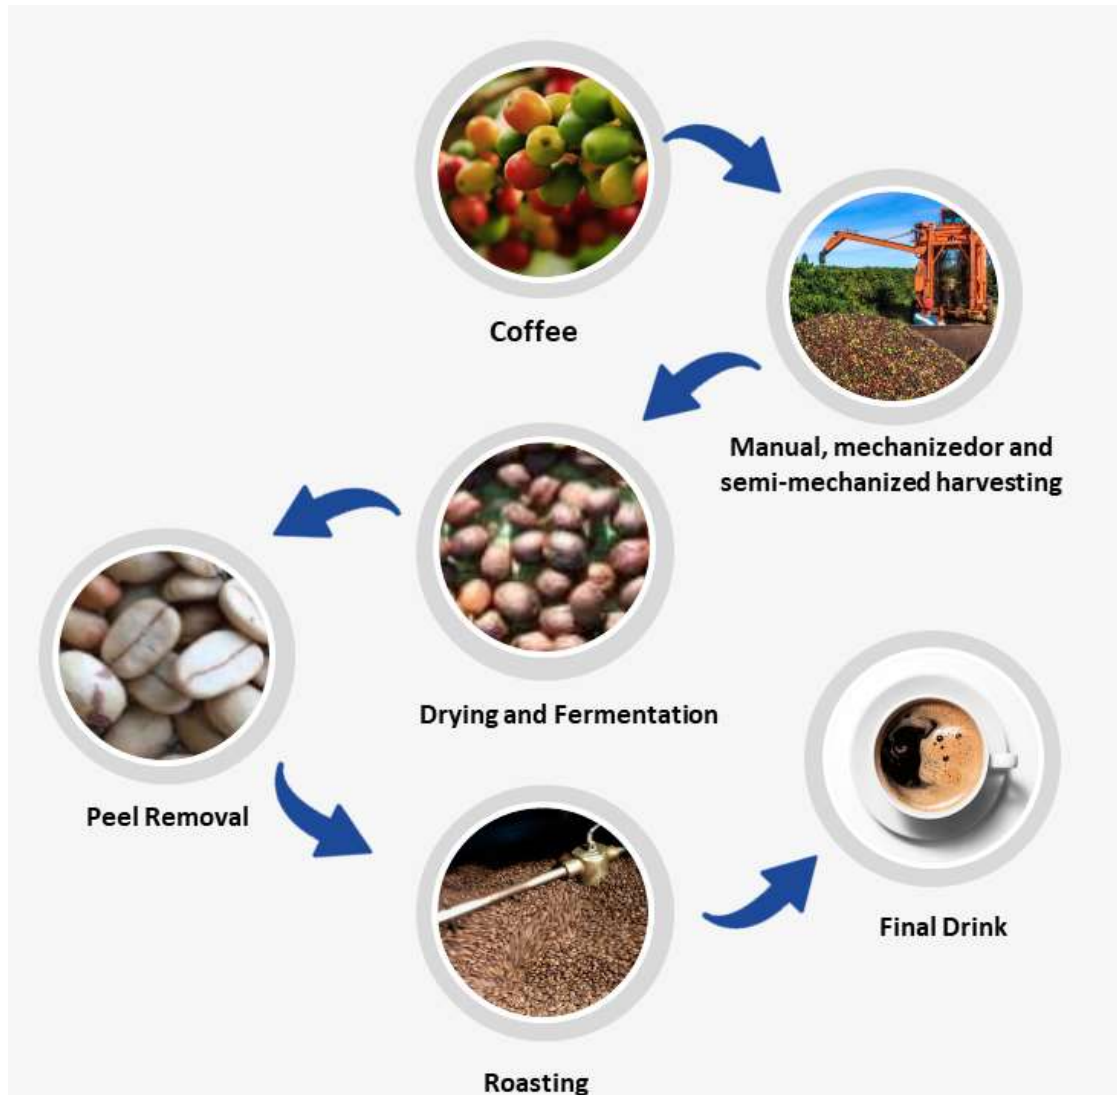 Coffee
Manual, mechanizedor and
semi-mechanized harvesting
Drying and Fermentation
Peel Removal
Roasting
Final Drink